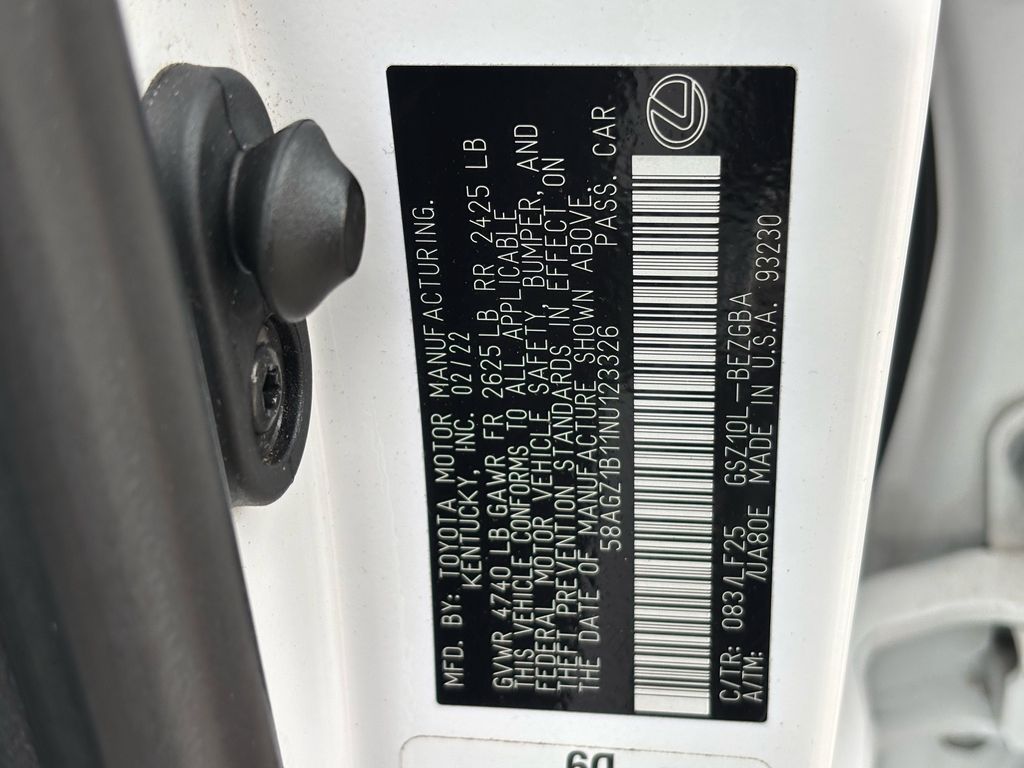 MFD. BY: TOYOTA MOTOR MANUFACTURING.
KENTUCKY, INC. 02/22
GVWR 4740 LB GAWR FR 2625 LB RR 2425 LB
THIS VEHICLE CONFORMS TO ALL APPLICABLE
FEDERAL MOTOR VEHICLE SAFETY, BUMPER, AND
THEFT PREVENTION STANDARDS IN EFFECT ON
THE DATE OF MANUFACTURE SHOWN ABOVE.
58AGZ1B11NU123326 PASS. CAR
C/TR: 083/LF25 GSZ10L-BEZGBA
A/TM: /UA80E MADE IN U.S.A. 93230